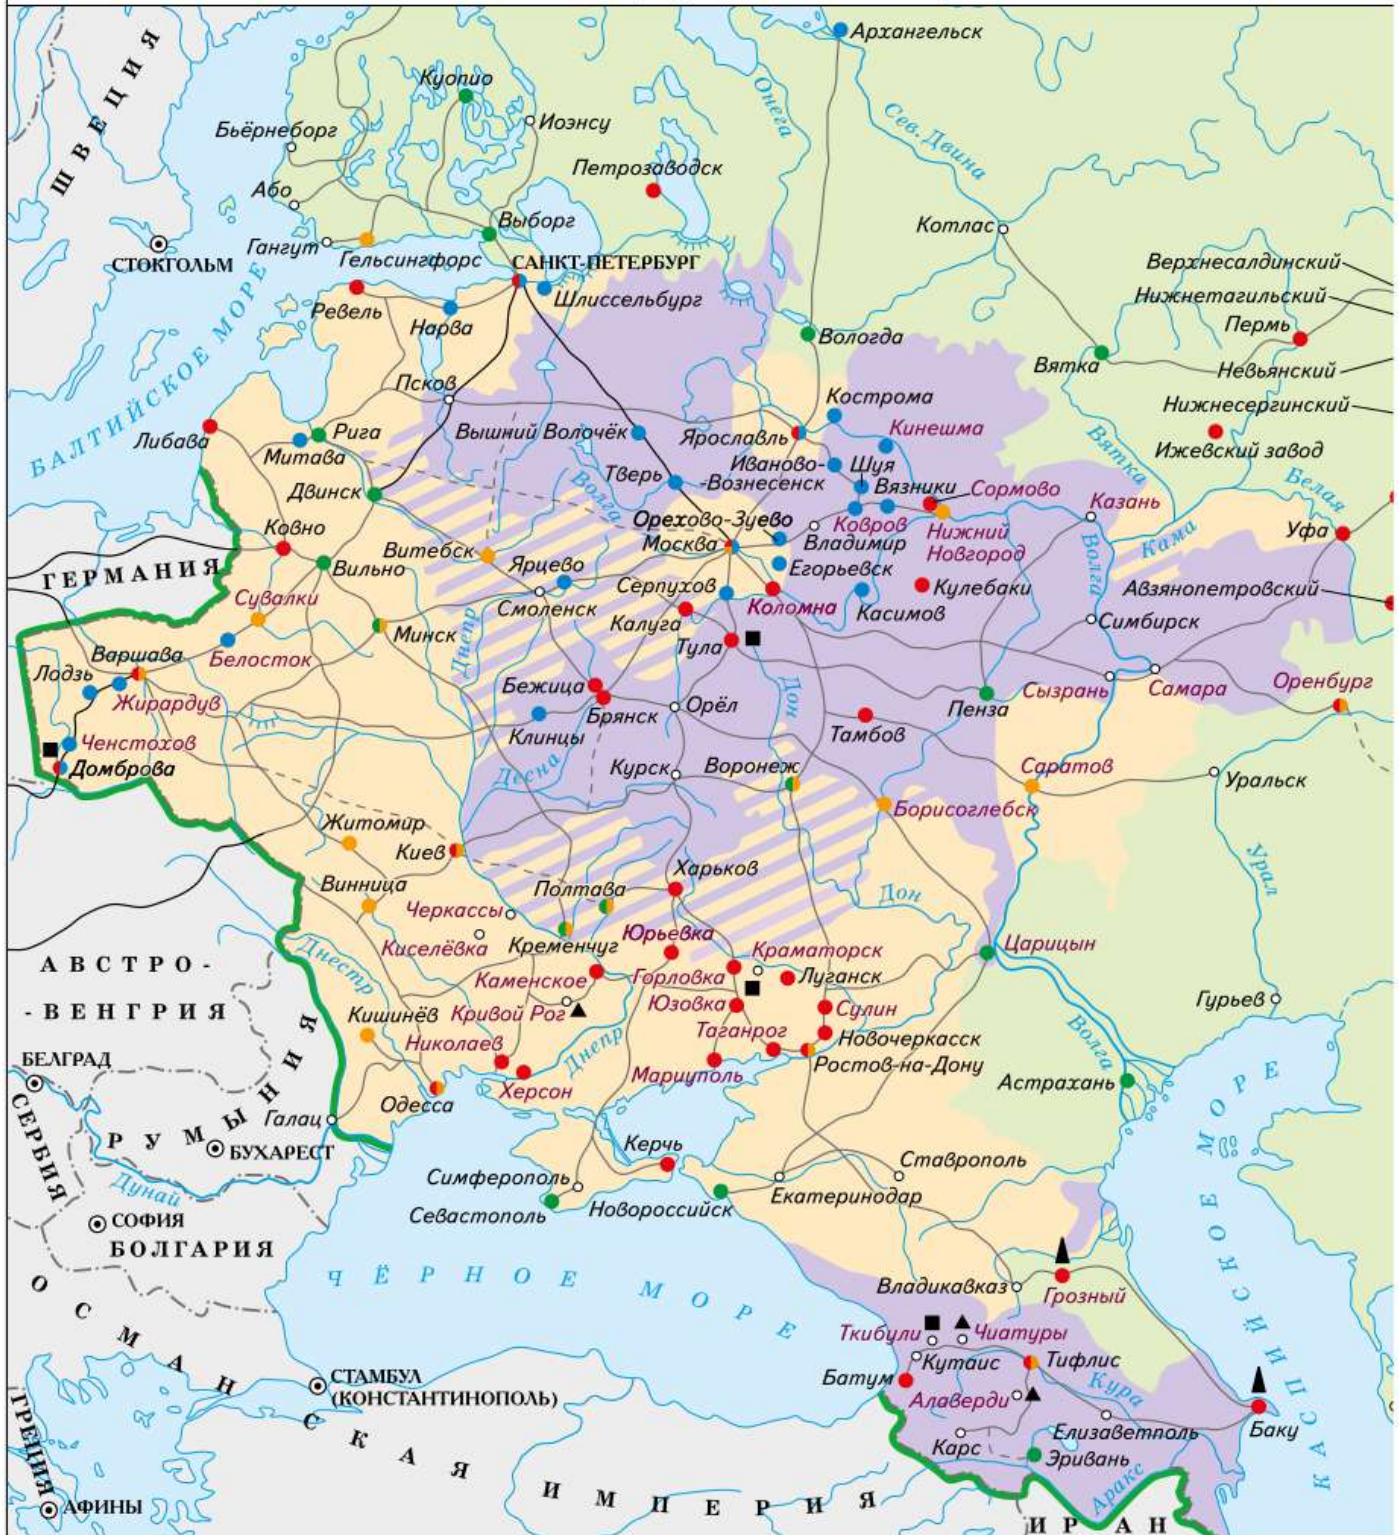 Архангельск
ШВЕЦИЯ
Куопио
Онега
Бьёрнеборг
Иоэнсу
Сев. Двина
Петрозаводск
Або
Выборг
Котлас
Гангут
СТОКГОЛЬМ
Гельсингфорс
САНКТ-ПЕТЕРБУРГ
Верхнесалдинский
Нижнетагильский
Шлиссельбург
Ревель
Нарва
Пермь
Вологда
БАЛТИЙСКОЕ МОРЕ
Вятка
Невьянский
Псков
Кострома
Нижнесергинский
Либава
Рига
Вышний Волочёк
Ярославль
Кинешма
Вятка
Ижевский завод
Митава
Иваново-
-Вознесенск
Шуя
Тверь
Волга
Вязники
Сормово
Белая
Двинск
Казань
Ковно
Орехово-Зуево
Ковров
Нижний
Новгород
Кама
Уфа
Москва
Владимир
Витебск
Ярцево
Волга
ГЕРМАНИЯ
Вильно
Егорьевск
Серпухов
Кулебаки
Авзянопетровский
Сувалки
Смоленск
Коломна
Касимов
Симбирск
Минск
Днепр
Калуга
Варшава
Белосток
Тула
Лодзь
Бежица
Дон
Сызрань
Самара
Оренбург
Жирардув
Брянск
Орёл
Пенза
Клинцы
Тамбов
Ченстохов
Домброва
Десна
Курск
Воронеж
Саратов
Уральск
Борисоглебск
Житомир
Киев
Урал
Харьков
Винница
Полтава
Дон
Черкассы
Киселёвка
Кременчуг
Юрьевка
Краматорск
Царицын
Днестр
АВСТРО-
-ВЕНГРИЯ
Каменское
Горловка
Луганск
Кишинёв
Кривой Рог
Юзовка
Сулин
Гурьев
Николаев
Днепр
Таганрог
Новочеркасск
Волга
БЕЛГРАД
Херсон
Мариуполь
Ростов-на-Дону
Астрахань
Одесса
СЕРБИЯ
Галац
РУМЫНИЯ
БУХАРЕСТ
Керчь
Дунай
Симферополь
Ставрополь
Екатеринодар
Севастополь
Новороссийск
СОФИЯ
БОЛГАРИЯ
КАСПИЙСКОЕ МОРЕ
ЧЁРНОЕ МОРЕ
Владикавказ
Грозный
Ткибули
Чиатуры
Кутаис
Тифлис
СТАМБУЛ
(КОНСТАНТИНОПОЛЬ)
Батум
Алаверди
Кура
Елизаветполь
Баку
Карс
Эривань
ГРЕЦИЯ
Аракс
АФИНЫ
ОСМАНСКАЯ ИМПЕРИЯ
ИРАН